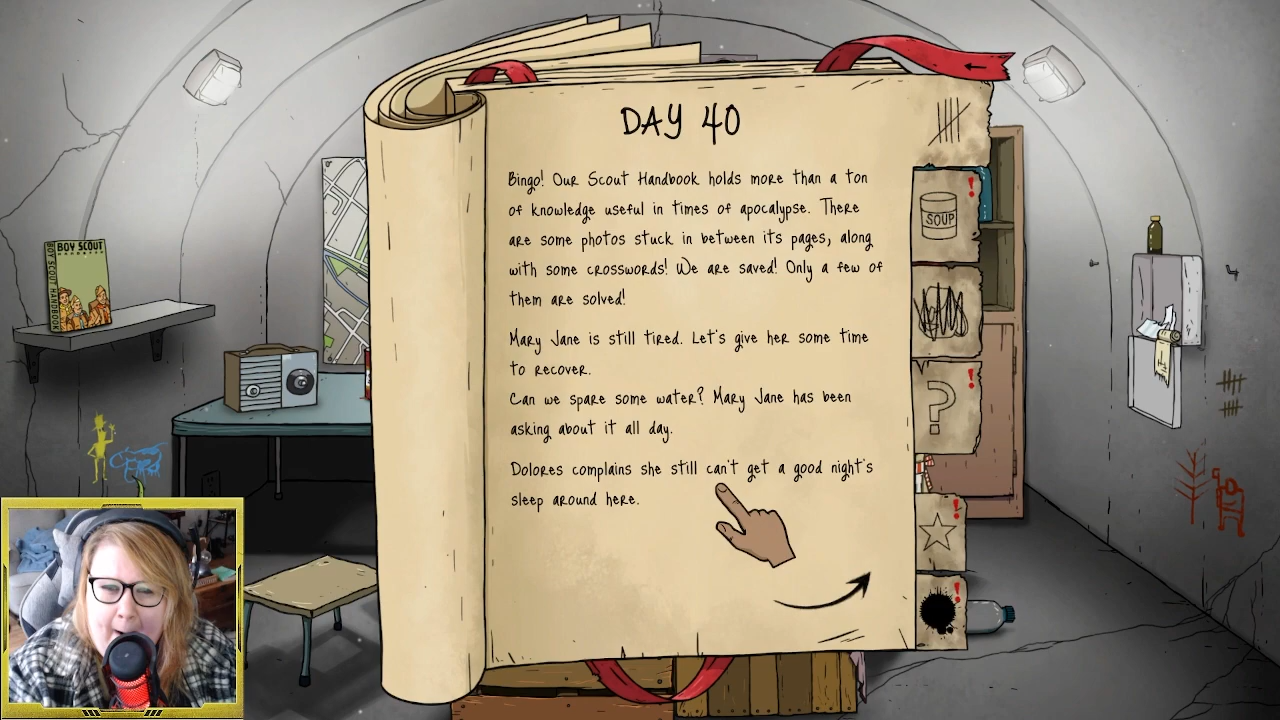 DAY 40
Bingo! Our Scout Handbook holds more than a ton
of knowledge useful in times of apocalypse. There
are some photos stuck in between its pages, along
with some crosswords! We are saved! Only a few of
them are solved!
Mary Jane is still tired. Let's give her some time
to recover.
Can we spare some water? Mary Jane has been
asking about it all day.
Dolores complains she still can't get a good night's
sleep around here.
SOUP
?
BOY SCOUT
BOY SCOUT HANDBOOK